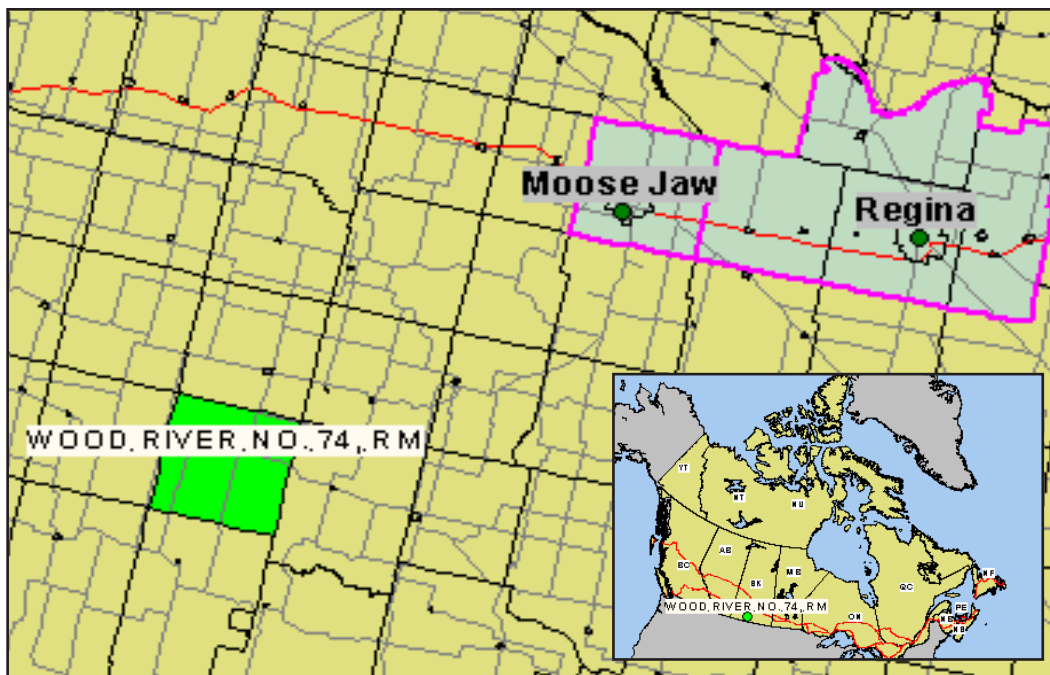 Moose Jaw
Regina
WOOD,RIVER,NO.,74,,RM
YT
NT
NU
BC
AB
SK
MB
ON
QC
NF
PE
NB
WOOD,RIVER,NO.,74,,RM